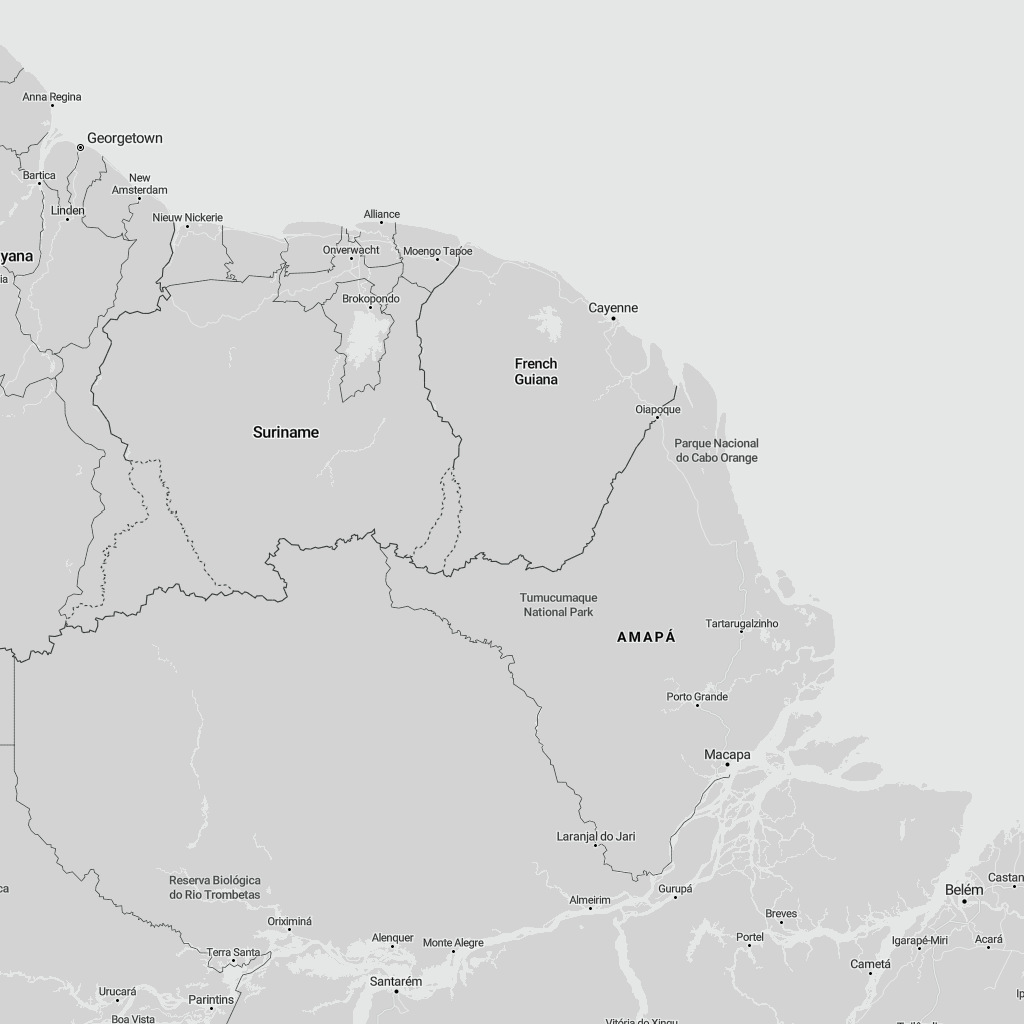 Anna Regina
Georgetown
Bartica
New
Amsterdam
Linden
Nieuw Nickerie
Alliance
yana
ia
Onverwacht
Moengo Tapoe
Brokopondo
Cayenne
French
Guiana
Oiapoque
Suriname
Parque Nacional
do Cabo Orange
Tumucumaque
National Park
AMAPÁ
Tartarugalzinho
Porto Grande
Macapa
Laranjal do Jari
Reserva Biológica
do Rio Trombetas
ca
Castan
Belém
Gurupá
Almeirim
Breves
Oriximiná
Alenquer
Monte Alegre
Portel
Igarapé-Miri
Acará
Terra Santa
Cametá
Santarém
Urucará
Parintins
Ip
Boa Vista
Vitória do Xingu